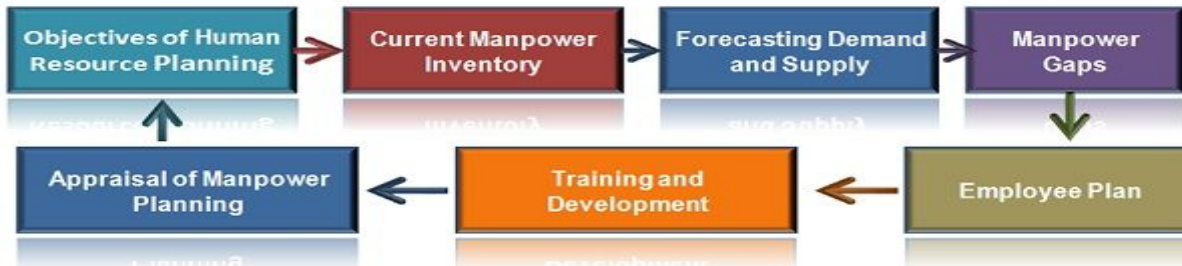 Objectives of Human
Resource Planning
Current Manpower
Inventory
Forecasting Demand
and Supply
Manpower
Gaps
Employee Plan
Training and
Development
Appraisal of Manpower
Planning